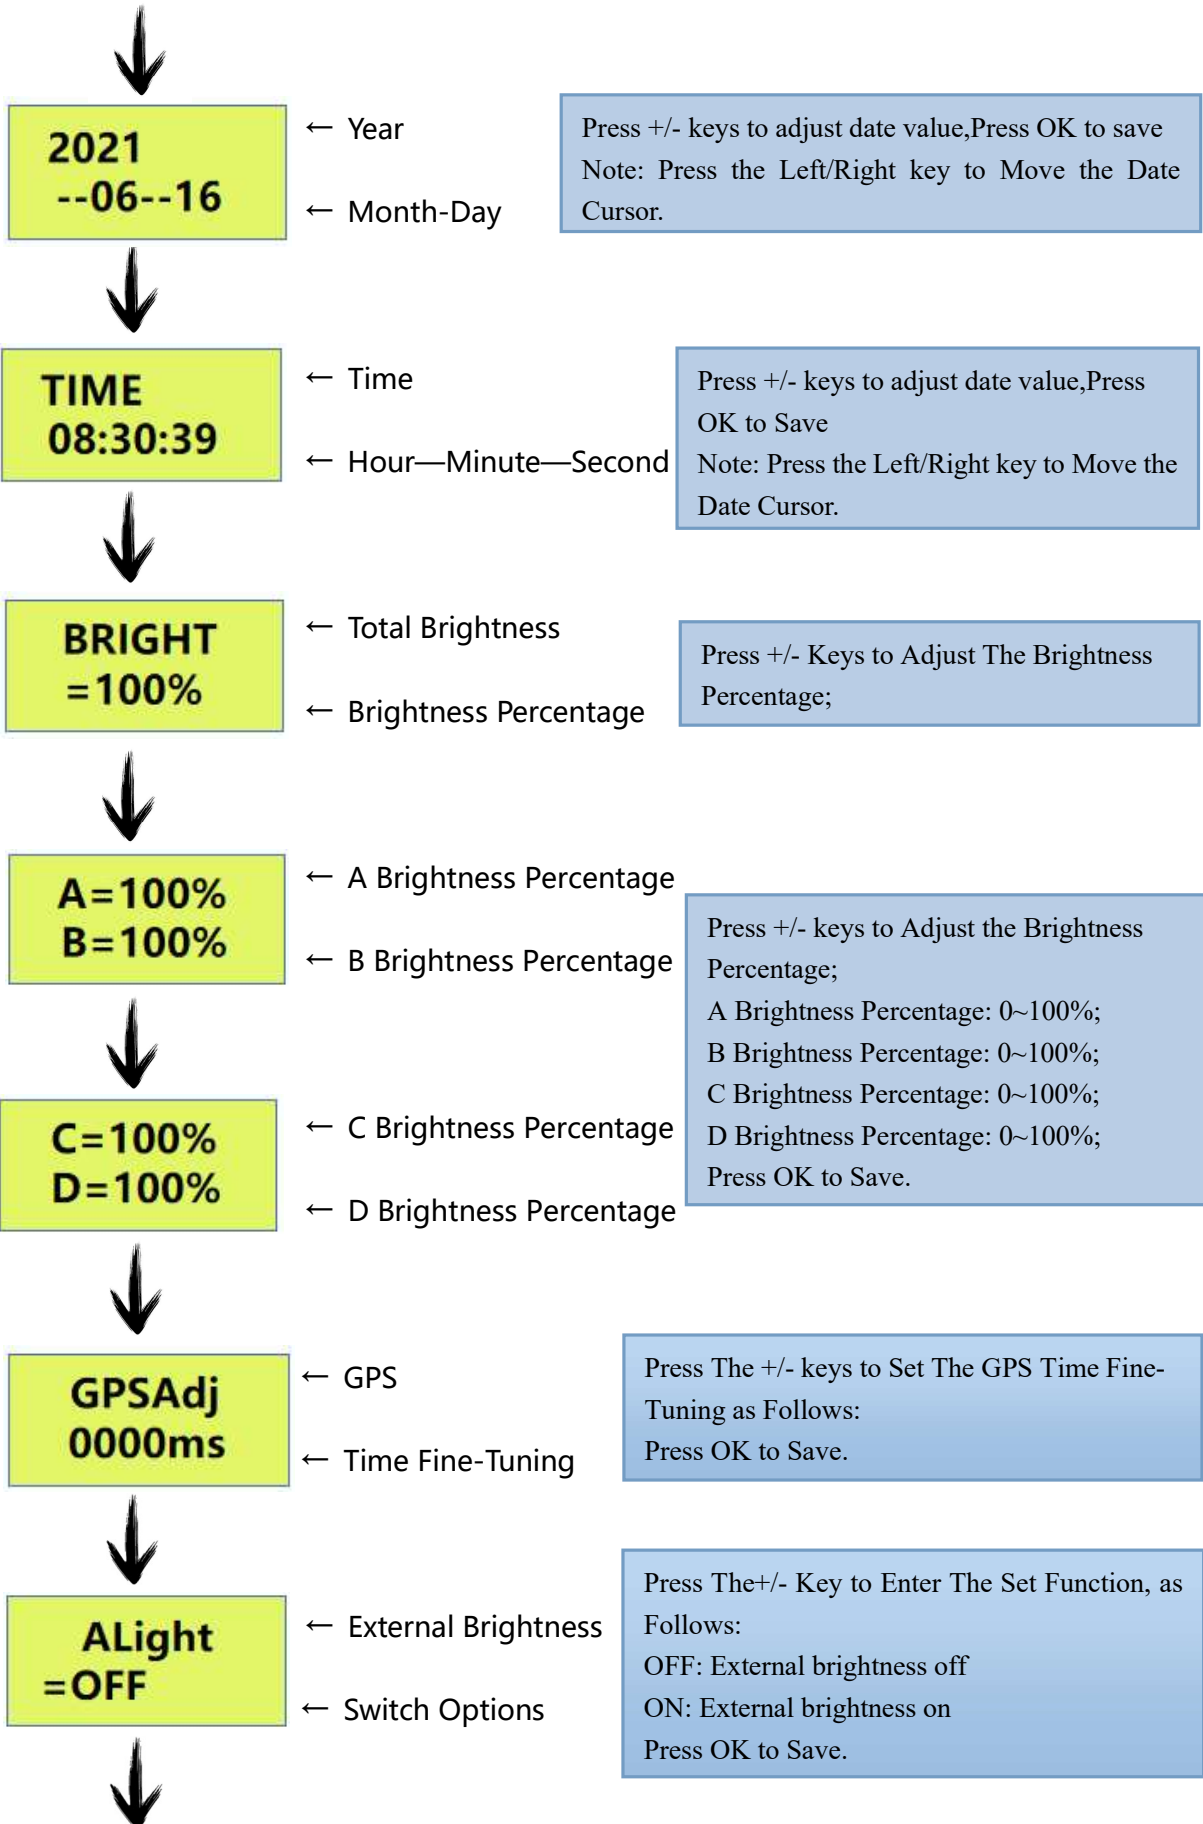 2021
--06--16
← Year
← Month-Day
Press +/- keys to adjust date value,Press OK to save
Note: Press the Left/Right key to Move the Date
Cursor.
TIME
08:30:39
← Time
← Hour—Minute—Second
Press +/- keys to adjust date value,Press
OK to Save
Note: Press the Left/Right key to Move the
Date Cursor.
BRIGHT
=100%
← Total Brightness
← Brightness Percentage
Press +/- Keys to Adjust The Brightness
Percentage;
A=100%
B=100%
← A Brightness Percentage
← B Brightness Percentage
C=100%
D=100%
← C Brightness Percentage
← D Brightness Percentage
Press +/- keys to Adjust the Brightness
Percentage;
A Brightness Percentage: 0~100%;
B Brightness Percentage: 0~100%;
C Brightness Percentage: 0~100%;
D Brightness Percentage: 0~100%;
Press OK to Save.
GPSAdj
0000ms
← GPS
← Time Fine-Tuning
Press The +/- keys to Set The GPS Time Fine-
Tuning as Follows:
Press OK to Save.
ALight
=OFF
← External Brightness
← Switch Options
Press The+/- Key to Enter The Set Function, as
Follows:
OFF: External brightness off
ON: External brightness on
Press OK to Save.